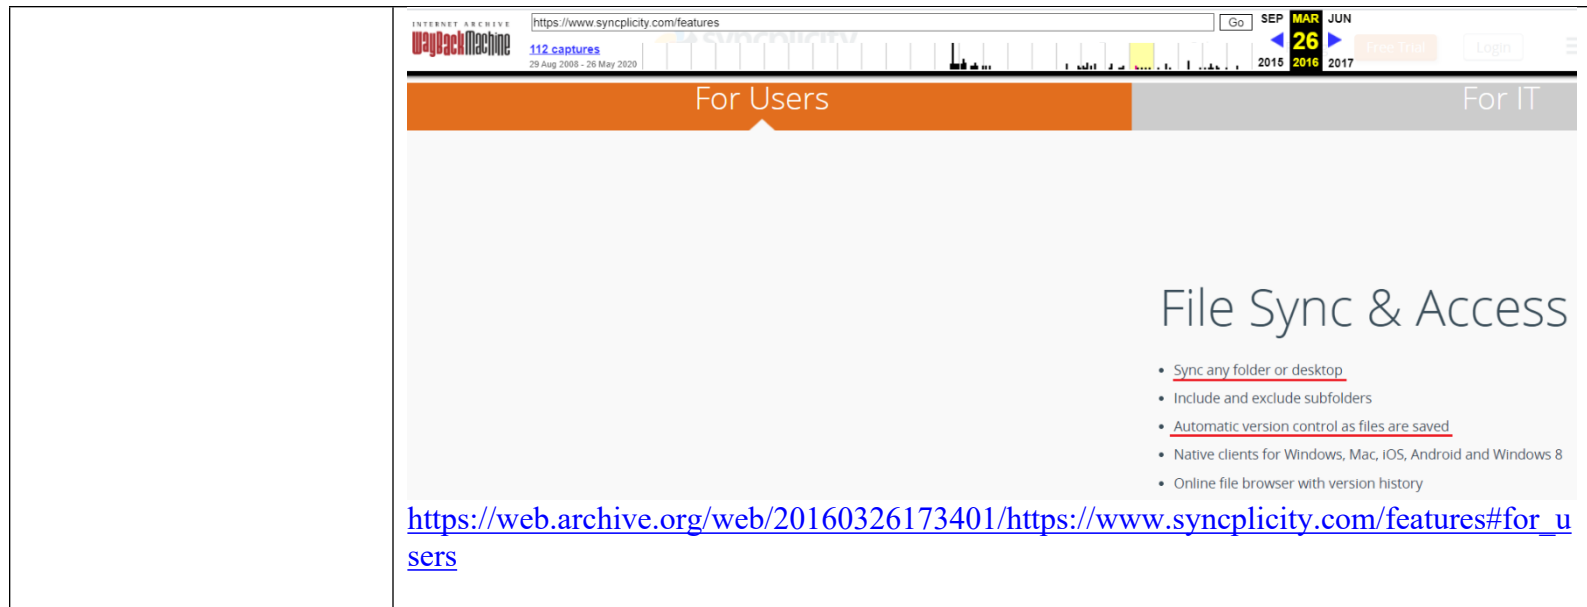 INTERNET ARCHIVE
WayBackMachine
https://www.syncplicity.com/features
Go
SEP MAR JUN
syncplicity
112 captures
26
Free Trial
Login
29 Aug 2008 - 26 May 2020
2015 2016 2017
For Users
For IT
File Sync & Access
• Sync any folder or desktop
• Include and exclude subfolders
• Automatic version control as files are saved
• Native clients for Windows, Mac, iOS, Android and Windows 8
• Online file browser with version history
https://web.archive.org/web/20160326173401/https://www.syncplicity.com/features#for_u
sers